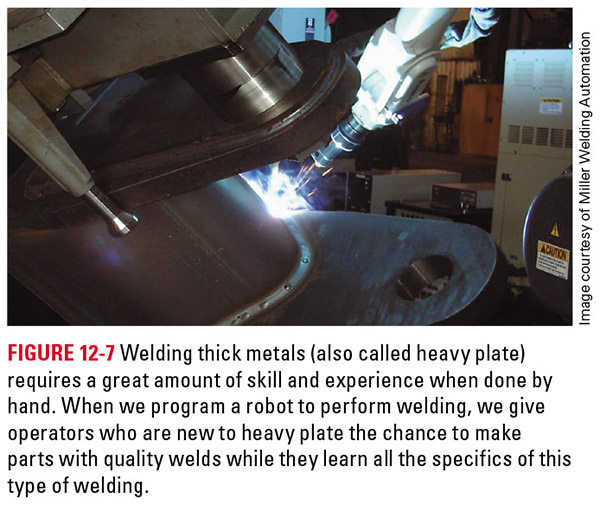 CAUTION
Image courtesy of Miller Welding Automation
FIGURE 12-7 Welding thick metals (also called heavy plate)
requires a great amount of skill and experience when done by
hand. When we program a robot to perform welding, we give
operators who are new to heavy plate the chance to make
parts with quality welds while they learn all the specifics of this
type of welding.